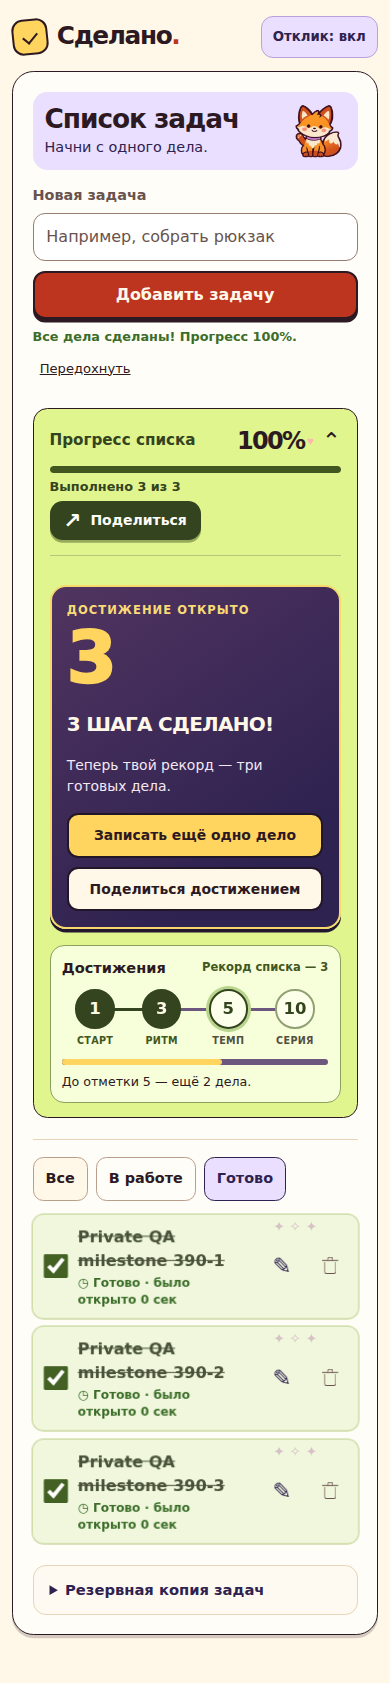 Сделано.
Отклик: вкл
Список задач
Начни с одного дела.
Новая задача
Например, собрать рюкзак
Добавить задачу
Все дела сделаны! Прогресс 100%.
Передохнуть
Прогресс списка 100%
Выполнено 3 из 3
↗ Поделиться
ДОСТИЖЕНИЕ ОТКРЫТО
3
3 ШАГА СДЕЛАНО!
Теперь твой рекорд — три
готовых дела.
Записать ещё одно дело
Поделиться достижением
Достижения Рекорд списка — 3
1 3 5 10
СТАРТ РИТМ ТЕМП СЕРИЯ
До отметки 5 — ещё 2 дела.
Все В работе Готово
Private QA
milestone 390-1
Готово · было
открыто 0 сек
Private QA
milestone 390-2
Готово · было
открыто 0 сек
Private QA
milestone 390-3
Готово · было
открыто 0 сек
Резервная копия задач